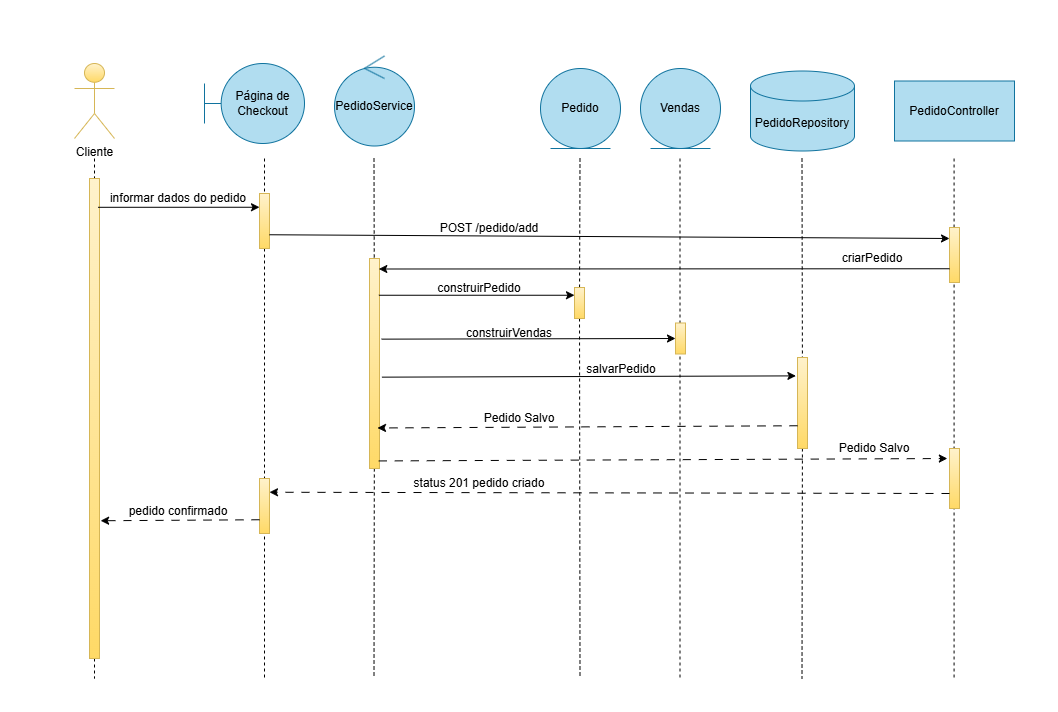 Cliente
Página de
Checkout
PedidoService
Pedido
Vendas
PedidoRepository
PedidoController
informar dados do pedido
POST /pedido/add
criarPedido
construirPedido
construirVendas
salvarPedido
Pedido Salvo
Pedido Salvo
status 201 pedido criado
pedido confirmado